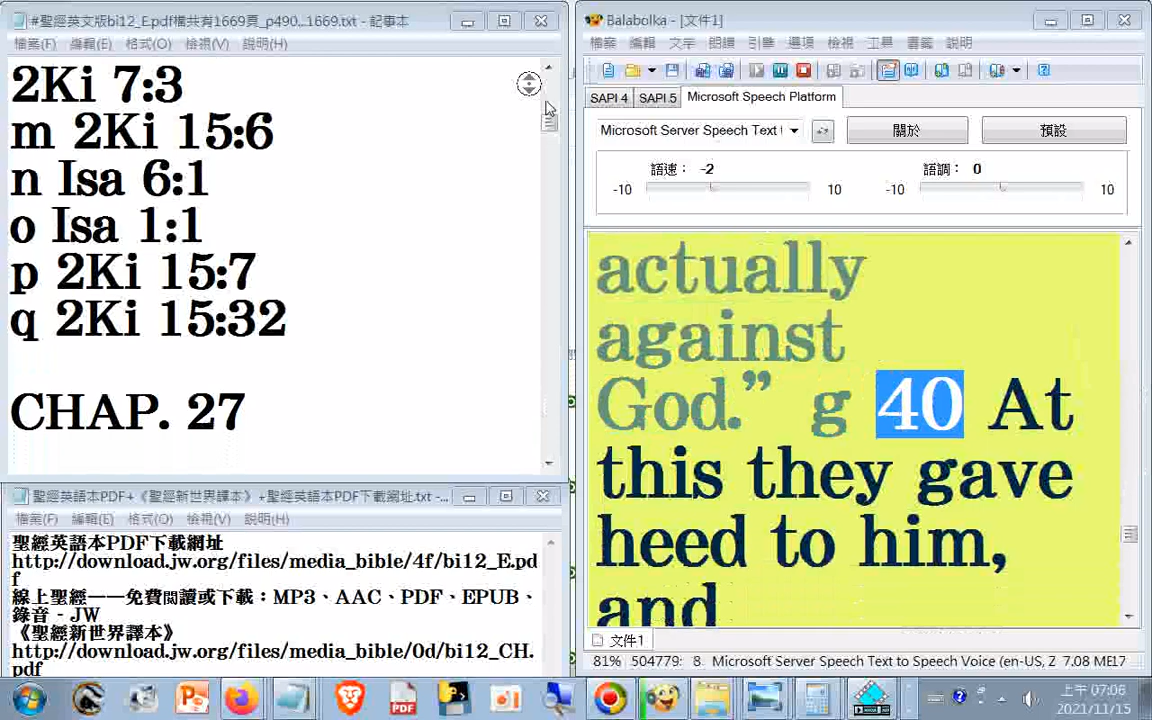 #聖經英文版bi12_E.pdf檔共有1669頁_p490,..1669.txt - 記事本
檔案(F) 編輯(E) 格式(O) 檢視(V) 說明(H)
2Ki 7:3
m 2Ki 15:6
n Isa 6:1
o Isa 1:1
p 2Ki 15:7
q 2Ki 15:32
CHAP. 27
聖經英語本PDF+《聖經新世界譯本》+聖經英語本PDF下載網址.txt -...
檔案(F) 編輯(E) 格式(O) 檢視(V) 說明(H)
聖經英語本PDF下載網址
http://download.jw.org/files/media_bible/4f/bi12_E.pd
f
線上聖經──免費閱讀或下載：MP3、AAC、PDF、EPUB、
錄音 - JW
《聖經新世界譯本》
http://download.jw.org/files/media_bible/0d/bi12_CH.
pdf
Balabolka - [文件1]
檔案 編輯 文字 朗讀 引擎 選項 檢視 工具 書籤 說明
SAPI 4 SAPI 5 Microsoft Speech Platform
Microsoft Server Speech Text 關於 預設
語速： -2 語調： 0
-10 10 -10 10
actually
against
God.” g 40 At
this they gave
heed to him,
and
文件1
81% 504779: 8. Microsoft Server Speech Text to Speech Voice (en-US, Z 7.08 ME17
上午 07:06
2021/11/15